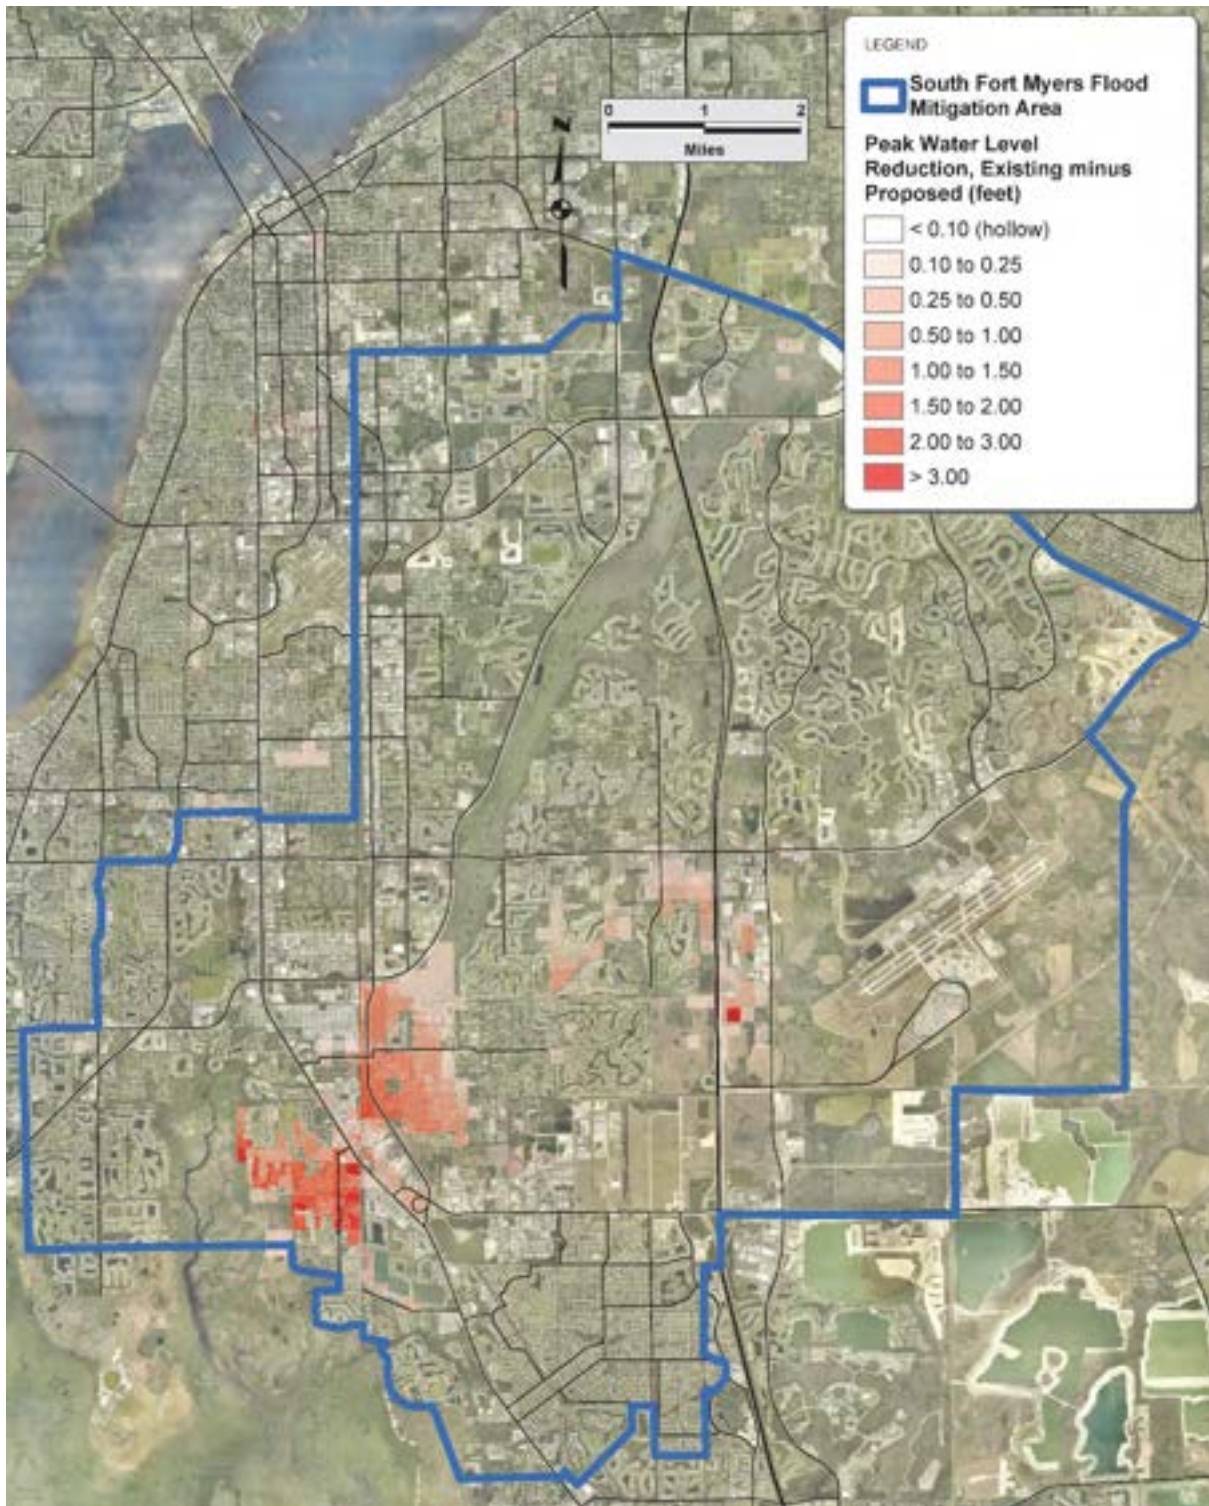 LEGEND
South Fort Myers Flood
Mitigation Area
Peak Water Level
Reduction, Existing minus
Proposed (feet)
< 0.10 (hollow)
0.10 to 0.25
0.25 to 0.50
0.50 to 1.00
1.00 to 1.50
1.50 to 2.00
2.00 to 3.00
> 3.00
0 1 2
Miles
N